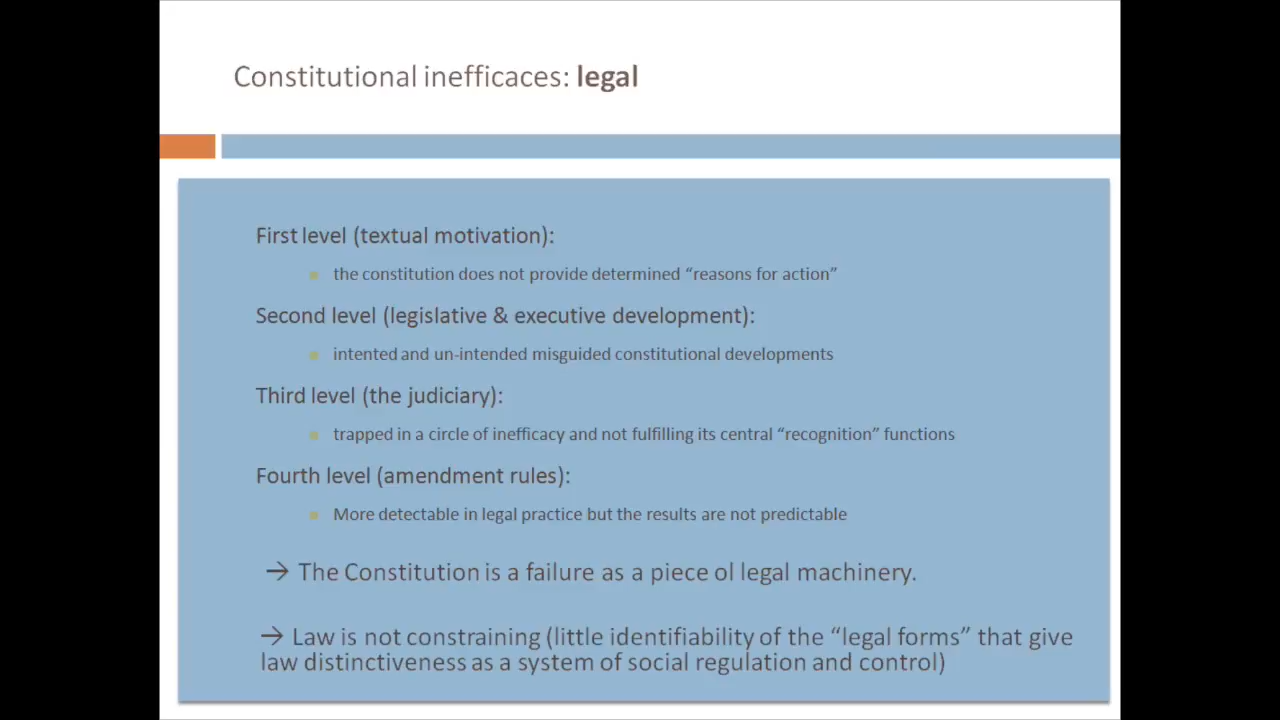 Constitutional inefficaces: legal
First level (textual motivation):
the constitution does not provide determined “reasons for action”
Second level (legislative & executive development):
intented and un-intended misguided constitutional developments
Third level (the judiciary):
trapped in a circle of inefficacy and not fulfilling its central “recognition” functions
Fourth level (amendment rules):
More detectable in legal practice but the results are not predictable
→ The Constitution is a failure as a piece of legal machinery.
→ Law is not constraining (little identifiability of the “legal forms” that give
law distinctiveness as a system of social regulation and control)